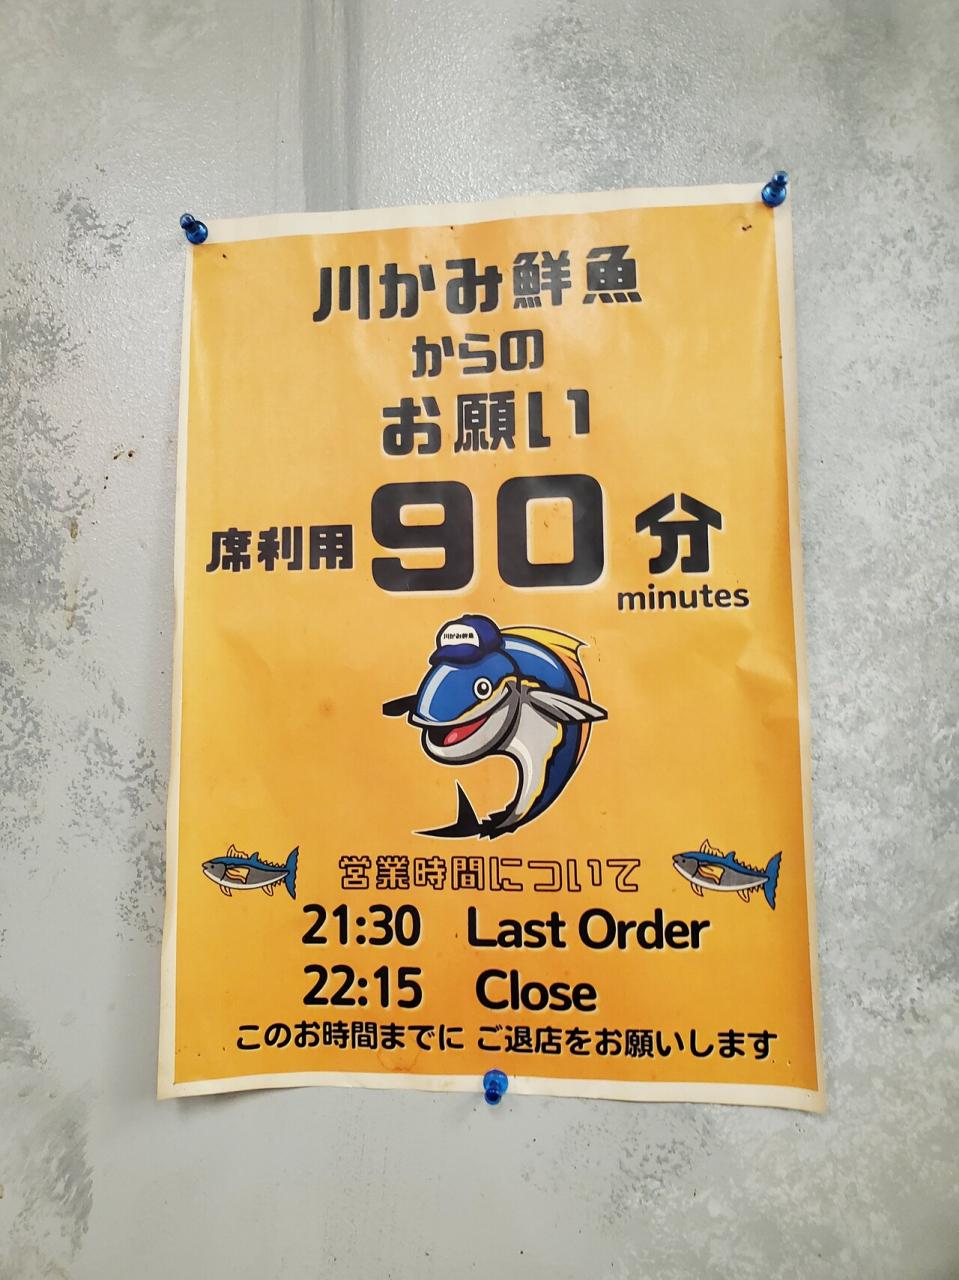 川かみ鮮魚
からの
お願い
席利用 90 分
minutes
川かみ鮮魚
営業時間について
21:30 Last Order
22:15 Close
このお時間までに ご退店をお願いします